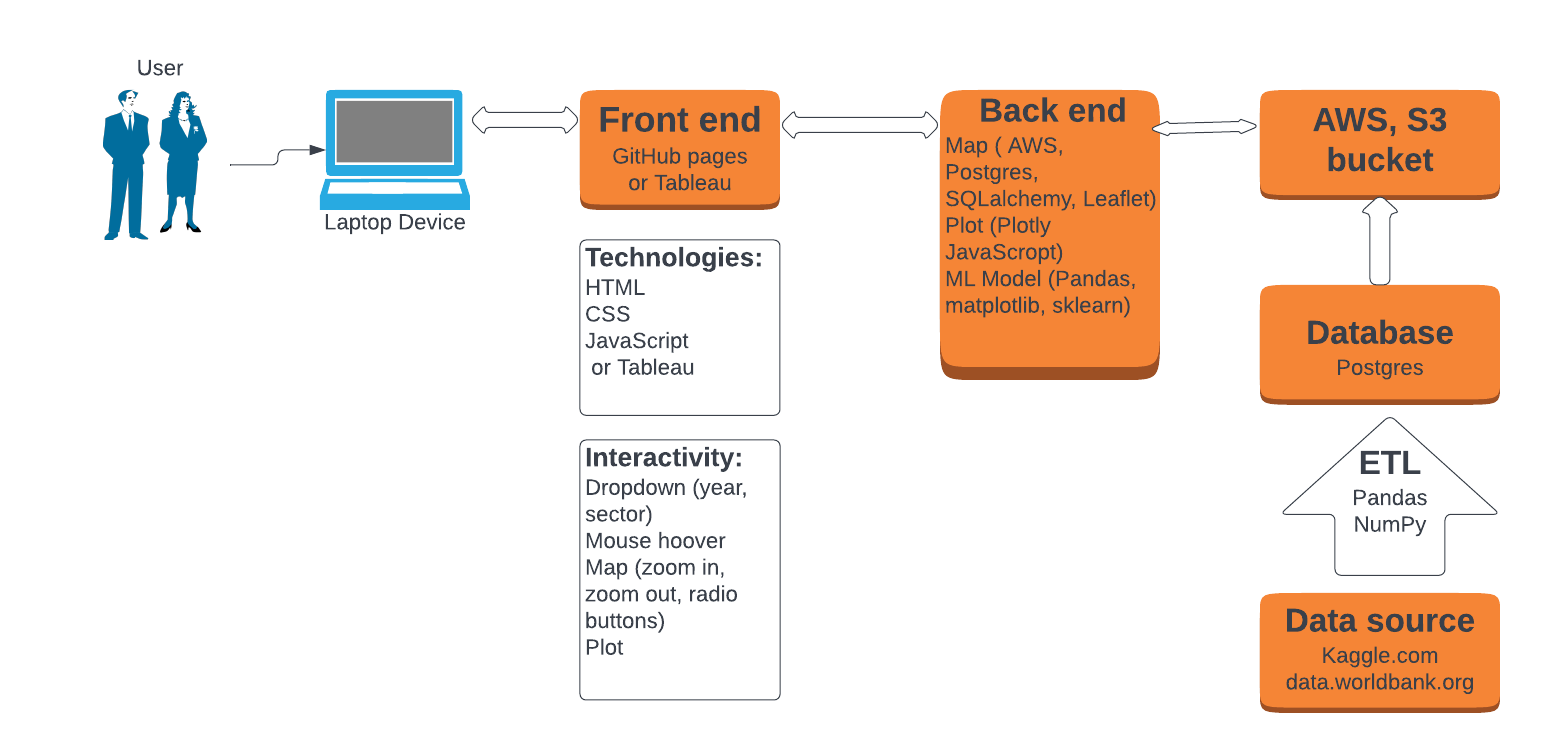 User
Laptop Device
Front end
GitHub pages
or Tableau
Technologies:
HTML
CSS
JavaScript
or Tableau
Interactivity:
Dropdown (year,
sector)
Mouse hoover
Map (zoom in,
zoom out, radio
buttons)
Plot
Back end
Map ( AWS,
Postgres,
SQLalchemy, Leaflet)
Plot (Plotly
JavaScropt)
ML Model (Pandas,
matplotlib, sklearn)
AWS, S3
bucket
Database
Postgres
ETL
Pandas
NumPy
Data source
Kaggle.com
data.worldbank.org